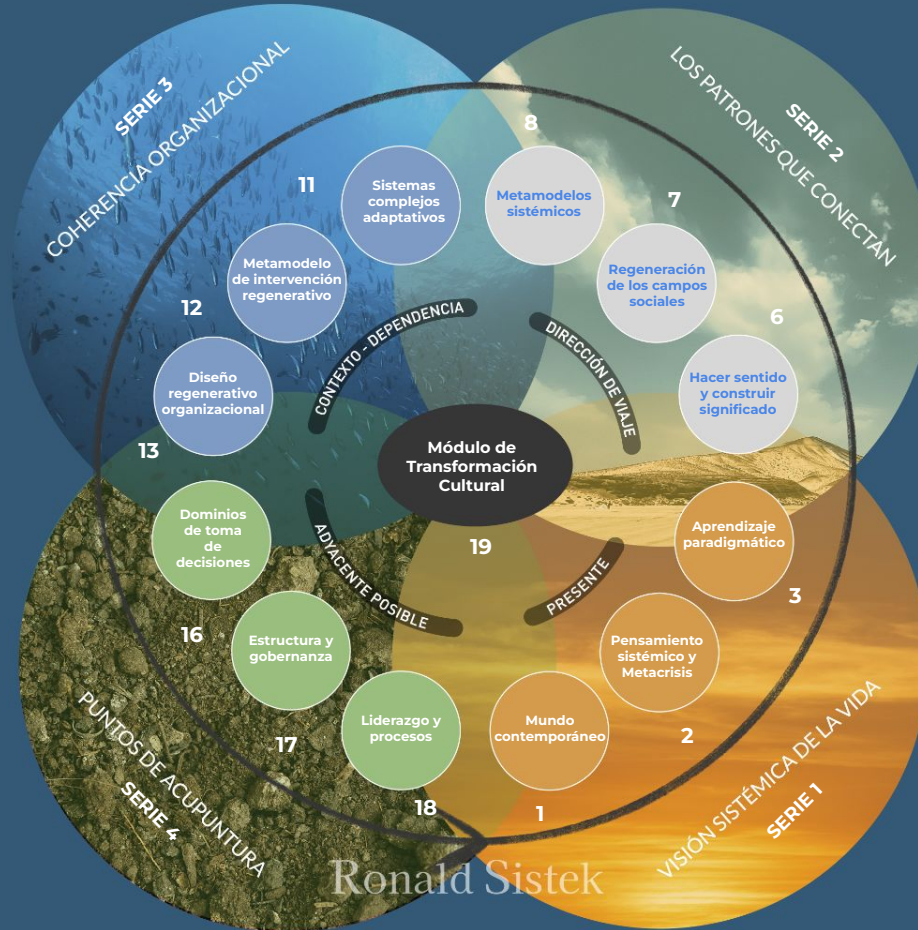 SERIE 3
COHERENCIA ORGANIZACIONAL
LOS PATRONES QUE CONECTAN
SERIE 2
8
Metamodelos
sistémicos
7
Regeneración
de los campos
sociales
6
Hacer sentido
y construir
significado
11
Sistemas
complejos
adaptativos
12
Metamodelo
de intervención
regenerativo
13
Diseño
regenerativo
organizacional
CONTEXTO - DEPENDENCIA
DIRECCIÓN DE VIAJE
Módulo de
Transformación
Cultural
19
ADYACENTE POSIBLE
PRESENTE
Dominios
de toma
de
decisiones
16
Estructura y
gobernanza
17
Liderazgo y
procesos
18
Aprendizaje
paradigmático
3
Pensamiento
sistémico y
Metacrisis
2
Mundo
contemporáneo
1
PUNTOS DE ACUPUNTURA
SERIE 4
VISIÓN SISTÉMICA DE LA VIDA
SERIE 1
Ronald Sistek